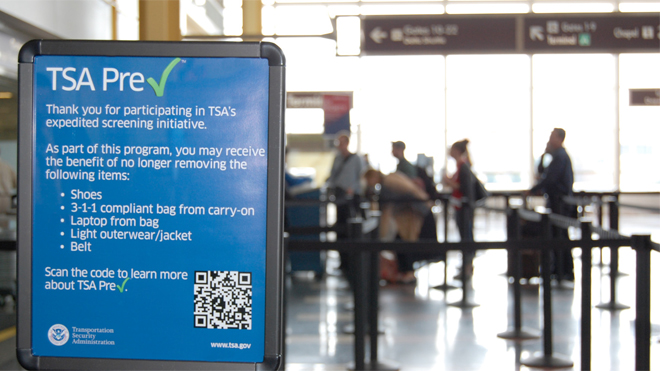 TSA Pre✓™
Thank you for participating in TSA's
expedited screening initiative.
As part of this program, you may receive
the benefit of no longer removing the
following items:
• Shoes
• 3-1-1 compliant bag from carry-on
• Laptop from bag
• Light outerwear/jacket
• Belt
Scan the code to learn more
about TSA Pre✓.
Transportation
Security
Administration
www.tsa.gov